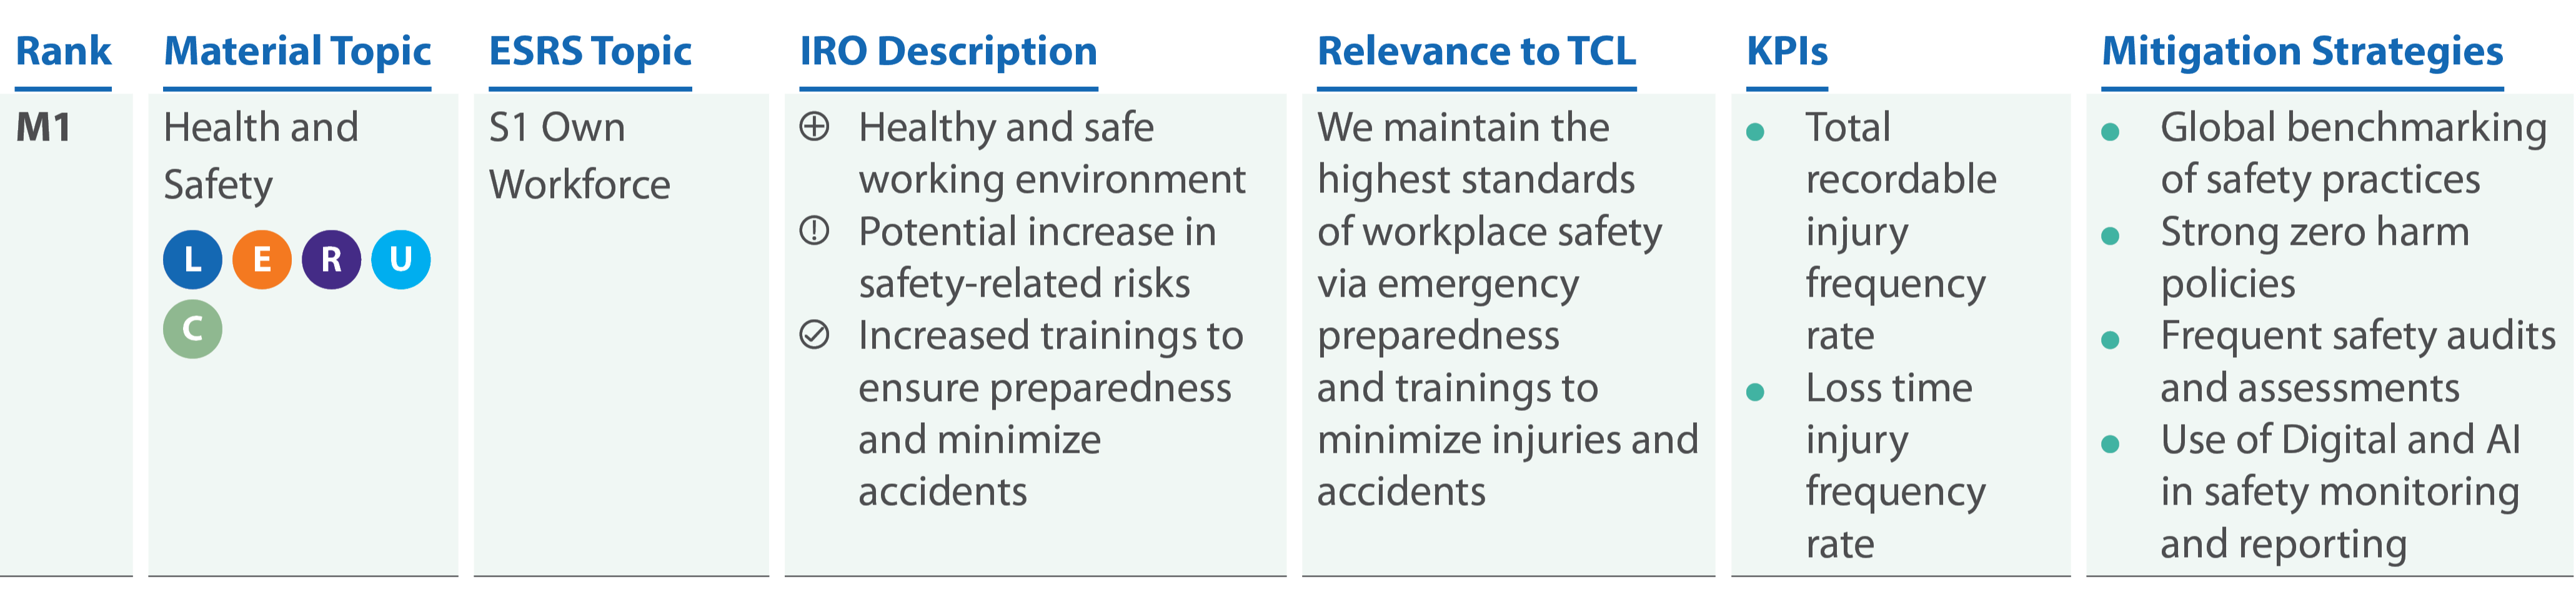 Rank
Material Topic
ESRS Topic
IRO Description
Relevance to TCL
KPIs
Mitigation Strategies
M1
Health and
Safety
L E R U
C
S1 Own
Workforce
Healthy and safe
working environment
Potential increase in
safety-related risks
Increased trainings to
ensure preparedness
and minimize
accidents
We maintain the
highest standards
of workplace safety
via emergency
preparedness
and trainings to
minimize injuries and
accidents
Total
recordable
injury
frequency
rate
Loss time
injury
frequency
rate
Global benchmarking
of safety practices
Strong zero harm
policies
Frequent safety audits
and assessments
Use of Digital and AI
in safety monitoring
and reporting